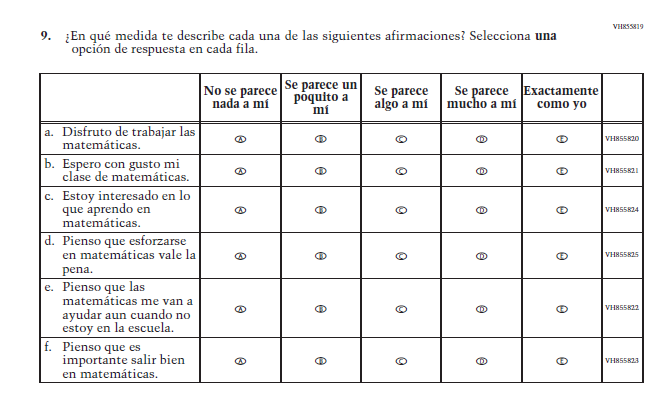 VH855819
9. ¿En qué medida te describe cada una de las siguientes afirmaciones? Selecciona una
opción de respuesta en cada fila.
No se parece
nada a mí
Se parece un
poquito a
mí
Se parece
algo a mí
Se parece
mucho a mí
Exactamente
como yo
a. Disfruto de trabajar las
matemáticas.
A B C D E VH855820
b. Espero con gusto mi
clase de matemáticas.
A B C D E VH855821
c. Estoy interesado en lo
que aprendo en
matemáticas.
A B C D E VH855824
d. Pienso que esforzarse
en matemáticas vale la
pena.
A B C D E VH855825
e. Pienso que las
matemáticas me van a
ayudar aun cuando no
estoy en la escuela.
A B C D E VH855822
f. Pienso que es
importante salir bien
en matemáticas.
A B C D E VH855823